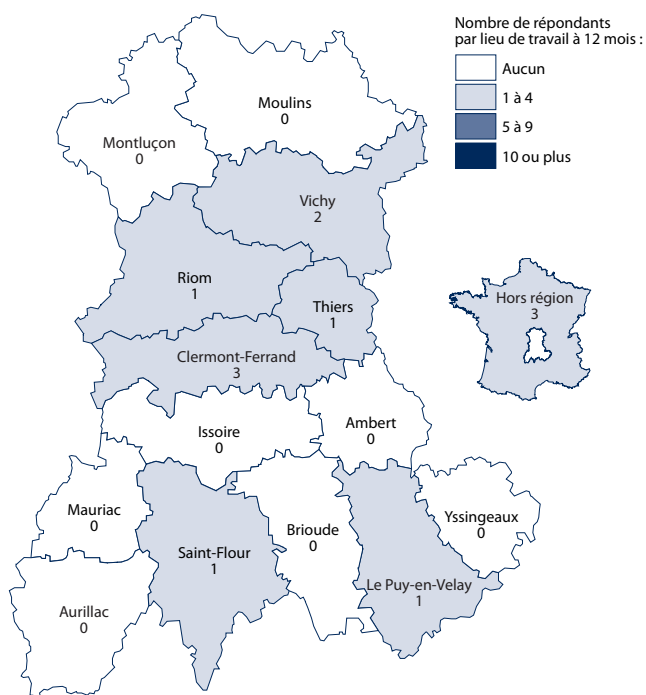 Nombre de répondants
par lieu de travail à 12 mois :
Aucun
1 à 4
5 à 9
10 ou plus
Moulins
0
Montluçon
0
Vichy
2
Riom
1
Thiers
1
Hors région
3
Clermont-Ferrand
3
Ambert
0
Issoire
0
Mauriac
0
Yssingeaux
0
Brioude
0
Saint-Flour
1
Le Puy-en-Velay
1
Aurillac
0